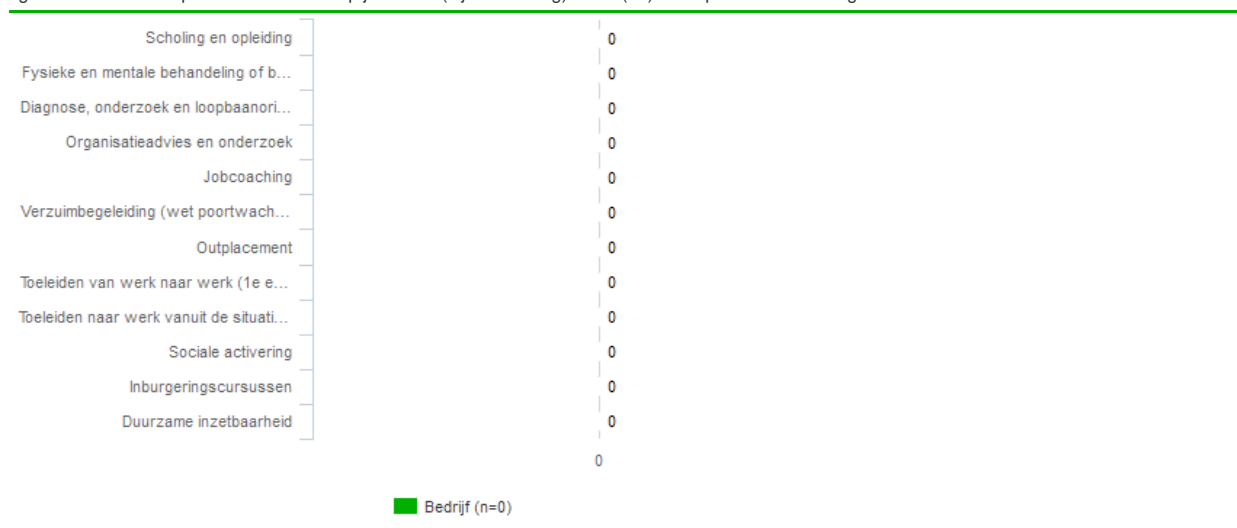 Scholing en opleiding 0
Fysieke en mentale behandeling of b... 0
Diagnose, onderzoek en loopbaanori... 0
Organisatieadvies en onderzoek 0
Jobcoaching 0
Verzuimbegeleiding (wet poortwach... 0
Outplacement 0
Toeleiden van werk naar werk (1e e... 0
Toeleiden naar werk vanuit de situati... 0
Sociale activering 0
Inburgeringscursussen 0
Duurzame inzetbaarheid 0
0
Bedrijf (n=0)